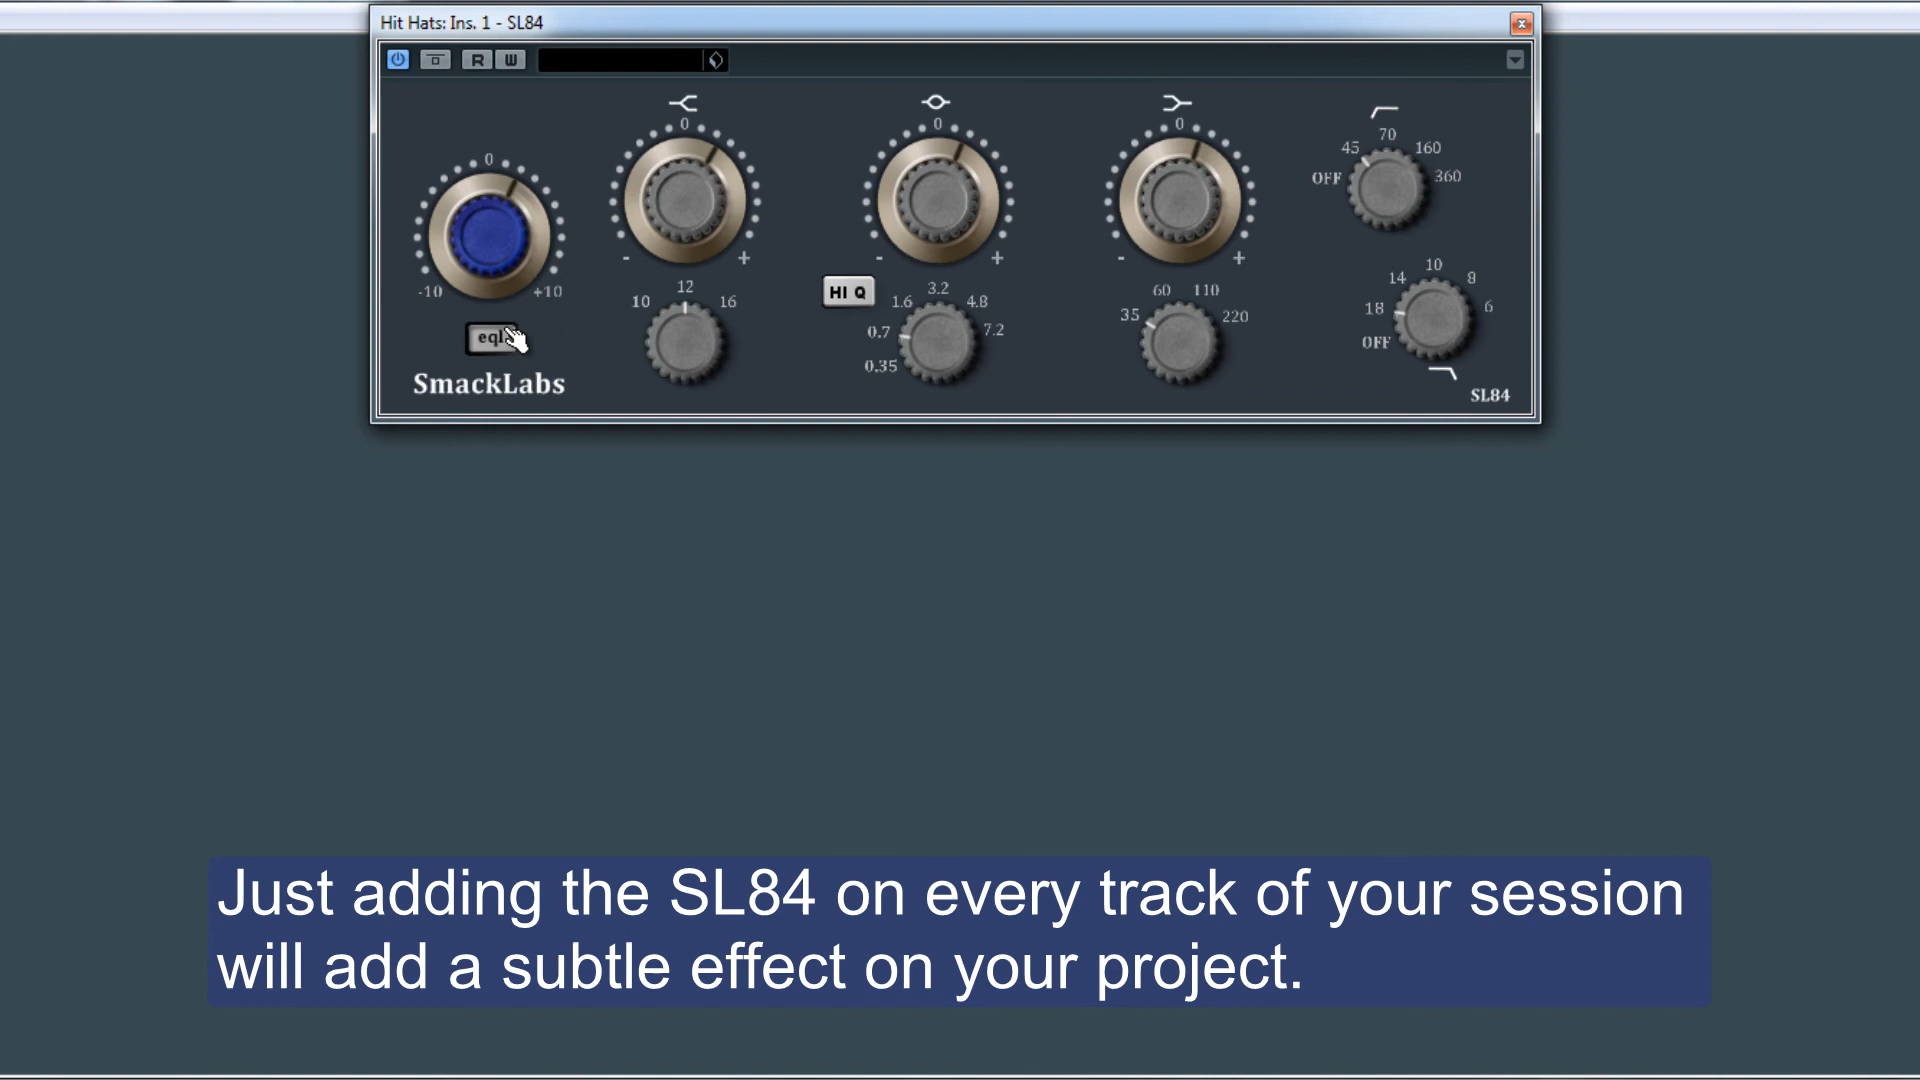 Hit Hats: Ins. 1 - SL84
R W
0
-10 +10
eql
SmackLabs
0
- +
10 12 16
0
- +
HI Q
0.35 0.7 1.6 3.2 4.8 7.2
0
- +
35 60 110 220
OFF 45 70 160 360
OFF 18 14 10 8 6
SL84
Just adding the SL84 on every track of your session
will add a subtle effect on your project.